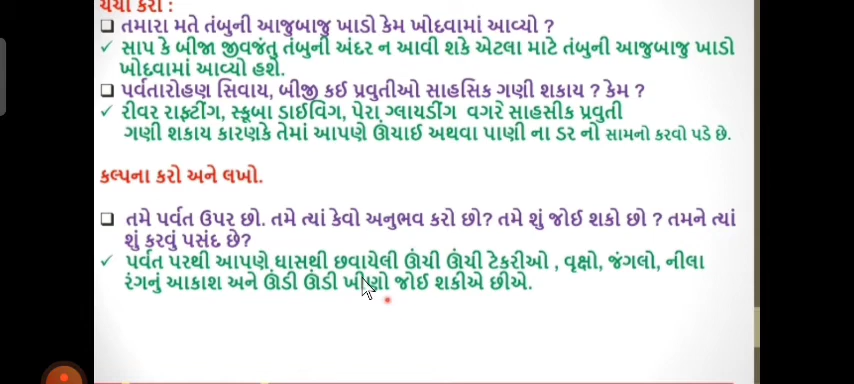 ચર્ચા કરો :
❑ તમારા મતે તંબુની આજુબાજુ ખાડો કેમ ખોદવામાં આવ્યો ?
✓ સાપ કે બીજા જીવજંતુ તંબુની અંદર ન આવી શકે એટલા માટે તંબુની આજુબાજુ ખાડો
ખોદવામાં આવ્યો હશે.
❑ પર્વતારોહણ સિવાય, બીજી કઈ પ્રવુતીઓ સાહસિક ગણી શકાય ? કેમ ?
✓ રીવર રાફ્ટીંગ, સ્કૂબા ડાઈવિંગ, પેરા ગ્લાયડીંગ વગરે સાહસીક પ્રવુતી
ગણી શકાય કારણકે તેમાં આપણે ઊંચાઈ અથવા પાણી ના ડર નો સામનો કરવો પડે છે.
કલ્પના કરો અને લખો.
❑ તમે પર્વત ઉપર છો. તમે ત્યાં કેવો અનુભવ કરો છો? તમે શું જોઈ શકો છો ? તમને ત્યાં
શું કરવું પસંદ છે?
✓ પર્વત પરથી આપણે ઘાસથી છવાયેલી ઊંચી ઊંચી ટેકરીઓ , વૃક્ષો, જંગલો, નીલા
રંગનું આકાશ અને ઊંડી ઊંડી ખીણો જોઈ શકીએ છીએ.